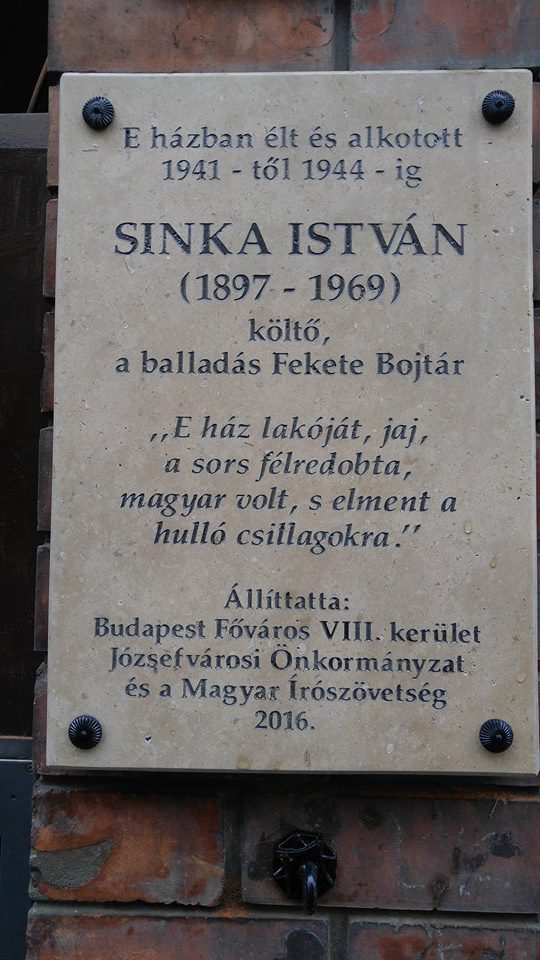 E házban élt és alkotott
1941 - től 1944 - ig
SINKA ISTVÁN
(1897 - 1969)
költő,
a balladás Fekete Bojtár
,,E ház lakóját, jaj,
a sors félredobta,
magyar volt, s elment a
hulló csillagokra.’’
Állíttatta:
Budapest Főváros VIII. kerület
Józsefvárosi Önkormányzat
és a Magyar Írószövetség
2016.